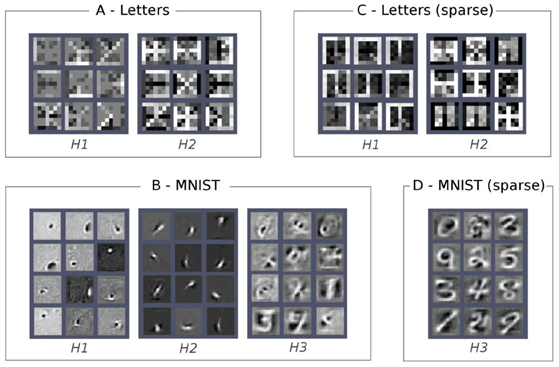 A - Letters
C - Letters (sparse)
H1
H2
H1
H2
B - MNIST
D - MNIST (sparse)
H1
H2
H3
H3